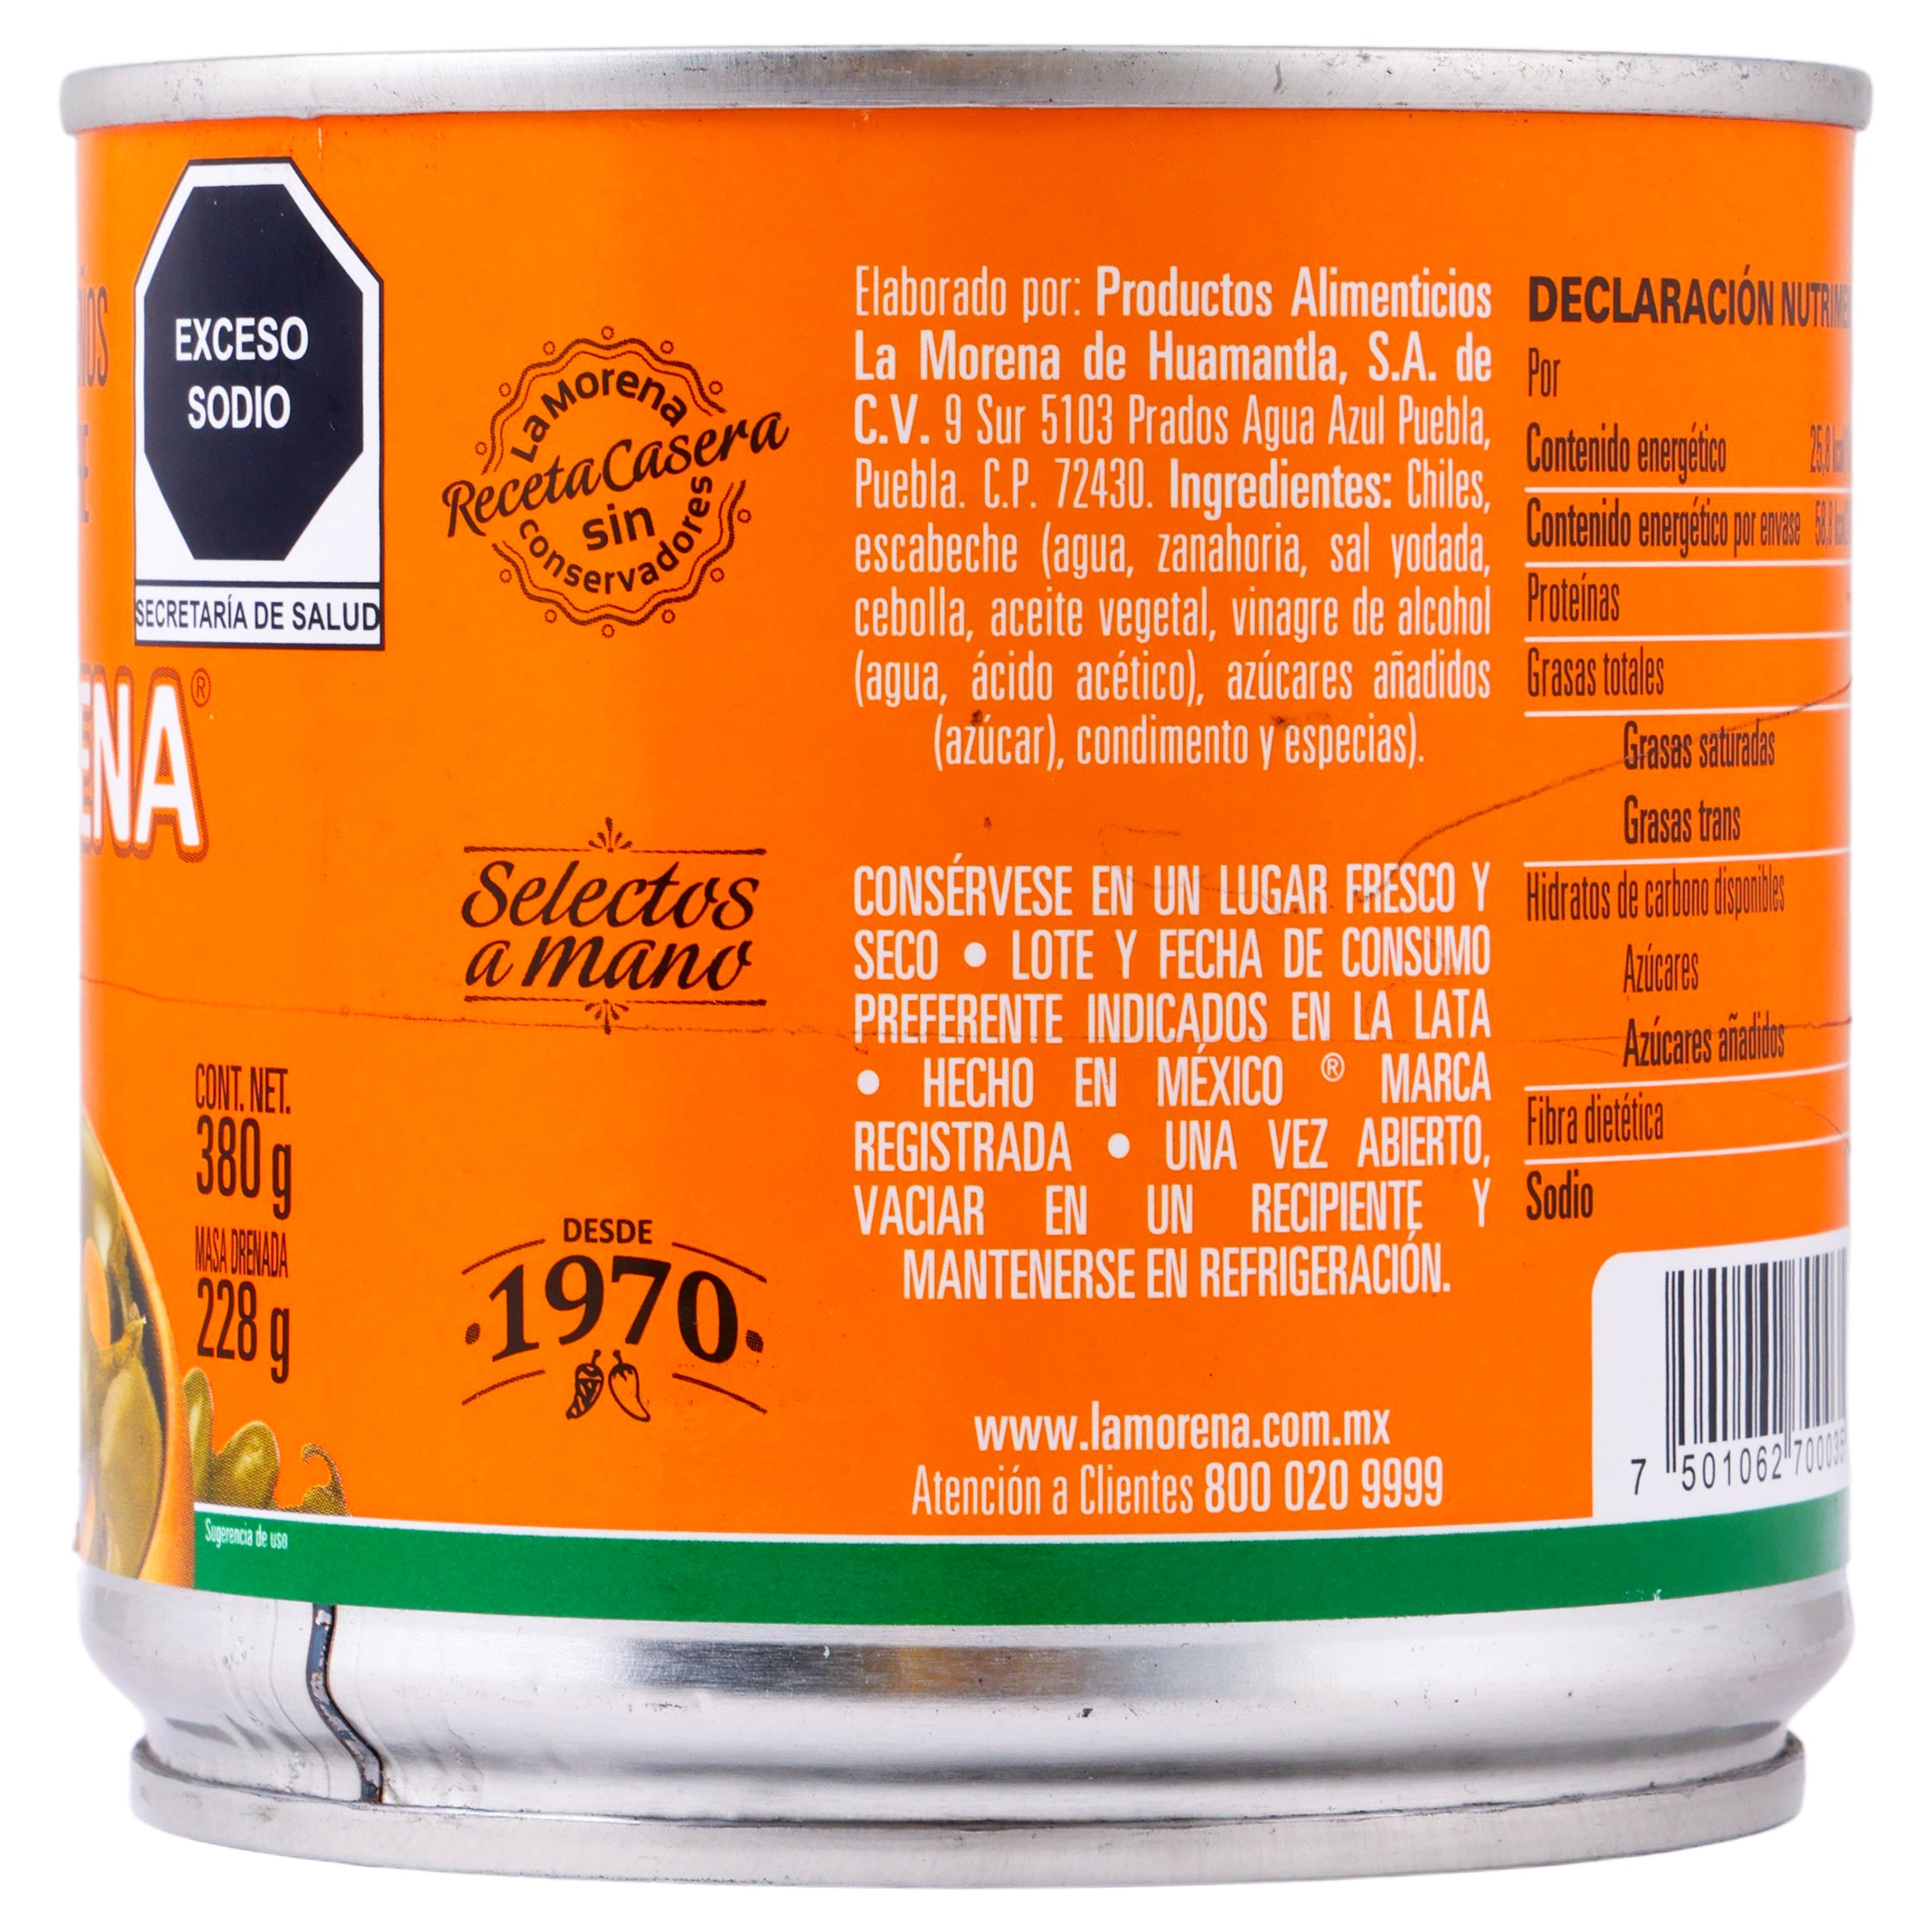 EXCESO
SODIO
SECRETARÍA DE SALUD
ENA®
CONT. NET.
380 g
MASA DRENADA
228 g
Sugerencia de uso
La Morena
Receta Casera
sin
conservadores
Selectos
a mano
DESDE
1970
Elaborado por: Productos Alimenticios
La Morena de Huamantla, S.A. de
C.V. 9 Sur 5103 Prados Agua Azul Puebla,
Puebla. C.P. 72430. Ingredientes: Chiles,
escabeche (agua, zanahoria, sal yodada,
cebolla, aceite vegetal, vinagre de alcohol
(agua, ácido acético), azúcares añadidos
(azúcar), condimento y especias).
CONSÉRVESE EN UN LUGAR FRESCO Y
SECO • LOTE Y FECHA DE CONSUMO
PREFERENTE INDICADOS EN LA LATA
• HECHO EN MÉXICO ® MARCA
REGISTRADA • UNA VEZ ABIERTO,
VACIAR EN UN RECIPIENTE Y
MANTENERSE EN REFRIGERACIÓN.
www.lamorena.com.mx
Atención a Clientes 800 020 9999
DECLARACIÓN NUTRIME
Por
Contenido energético
Contenido energético por envase
Proteínas
Grasas totales
Grasas saturadas
Grasas trans
Hidratos de carbono disponibles
Azúcares
Azúcares añadidos
Fibra dietética
Sodio
7 501062 70003